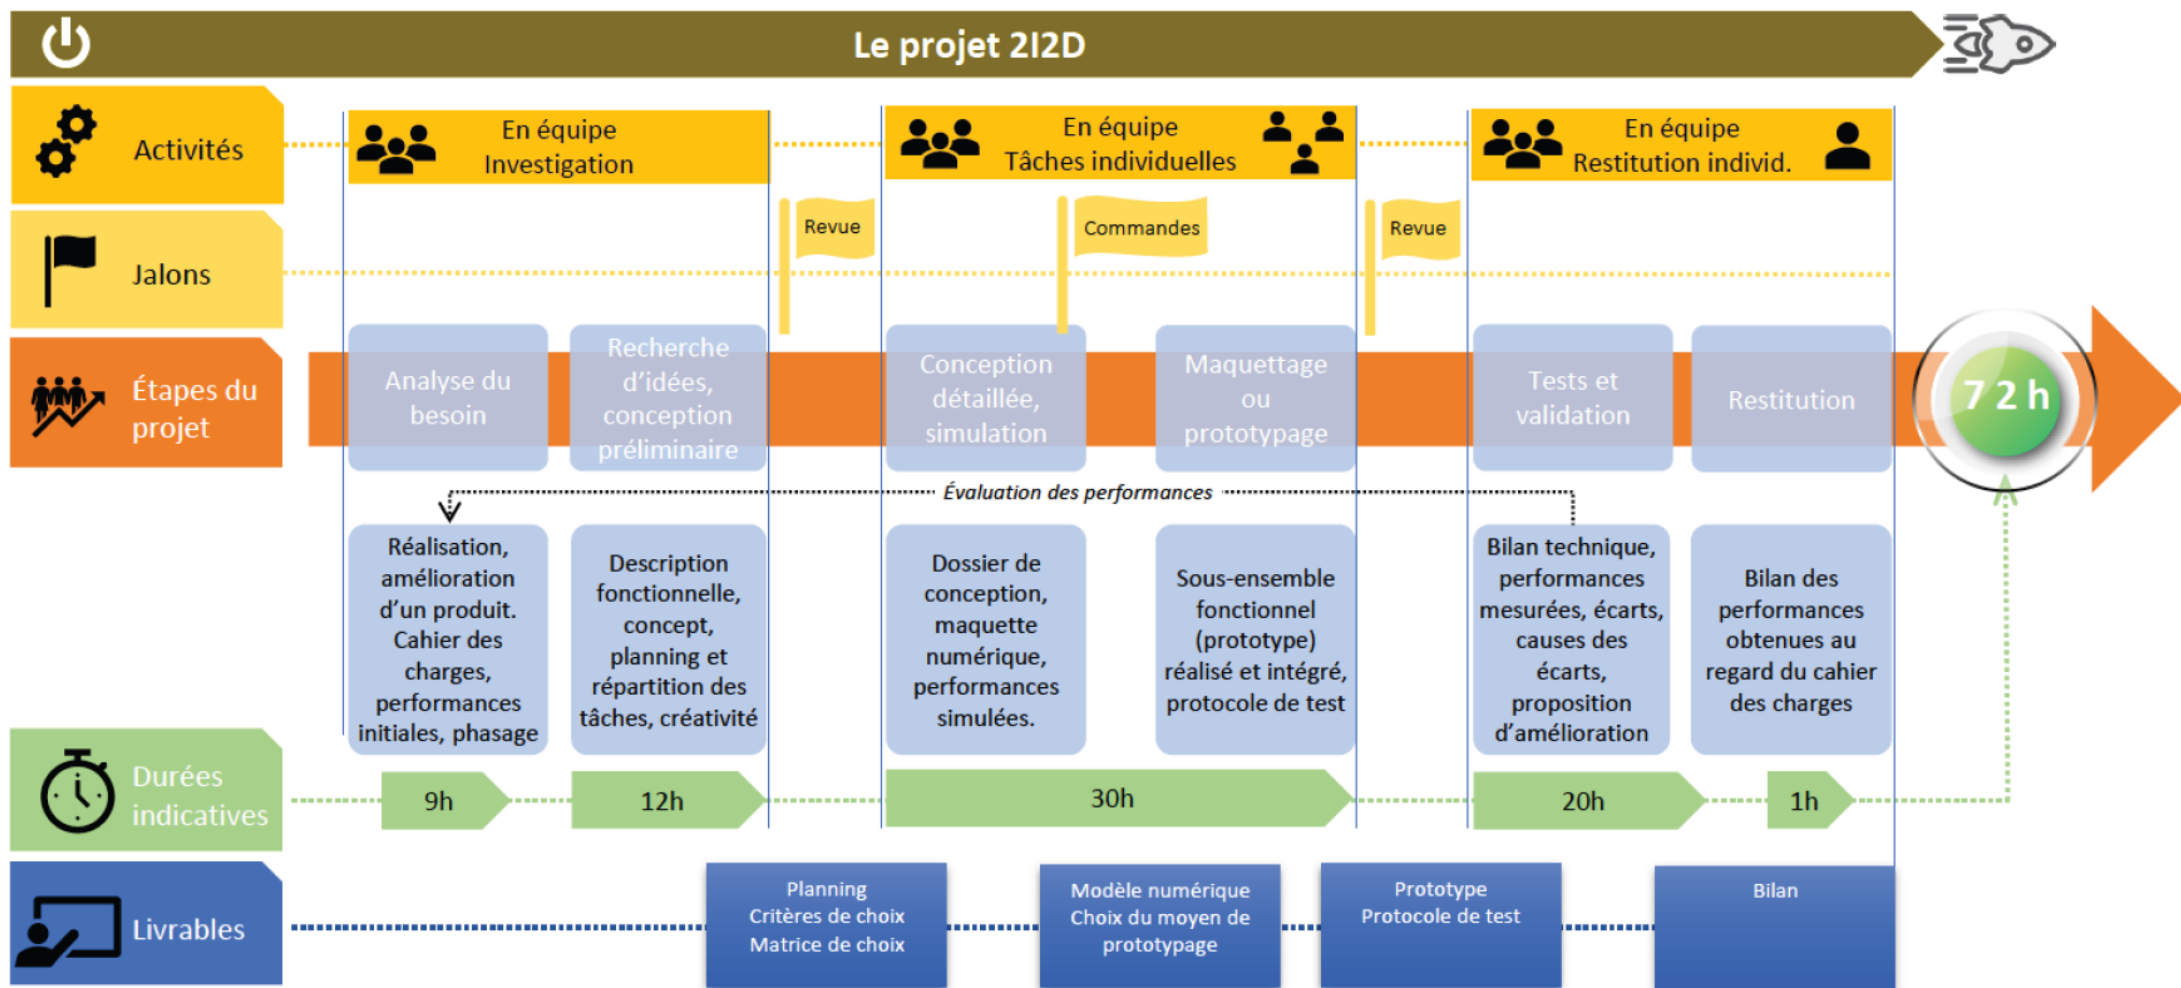 Le projet 2I2D
Activités
En équipe
Investigation
En équipe
Tâches individuelles
En équipe
Restitution individ.
Jalons
Revue
Commandes
Revue
Étapes du
projet
Analyse du
besoin
Recherche
d'idées,
conception
préliminaire
Conception
détaillée,
simulation
Maquettage
ou
prototypage
Tests et
validation
Restitution
72h
Évaluation des performances
Réalisation,
amélioration
d'un produit.
Cahier des
charges,
performances
initiales, phasage
Description
fonctionnelle,
concept,
planning et
répartition des
tâches, créativité
Dossier de
conception,
maquette
numérique,
performances
simulées.
Sous-ensemble
fonctionnel
(prototype)
réalisé et intégré,
protocole de test
Bilan technique,
performances
mesurées, écarts,
causes des
écarts,
proposition
d'amélioration
Bilan des
performances
obtenues au
regard du cahier
des charges
Durées
indicatives
9h
12h
30h
20h
1h
Livrables
Planning
Critères de choix
Matrice de choix
Modèle numérique
Choix du moyen de
prototypage
Prototype
Protocole de test
Bilan